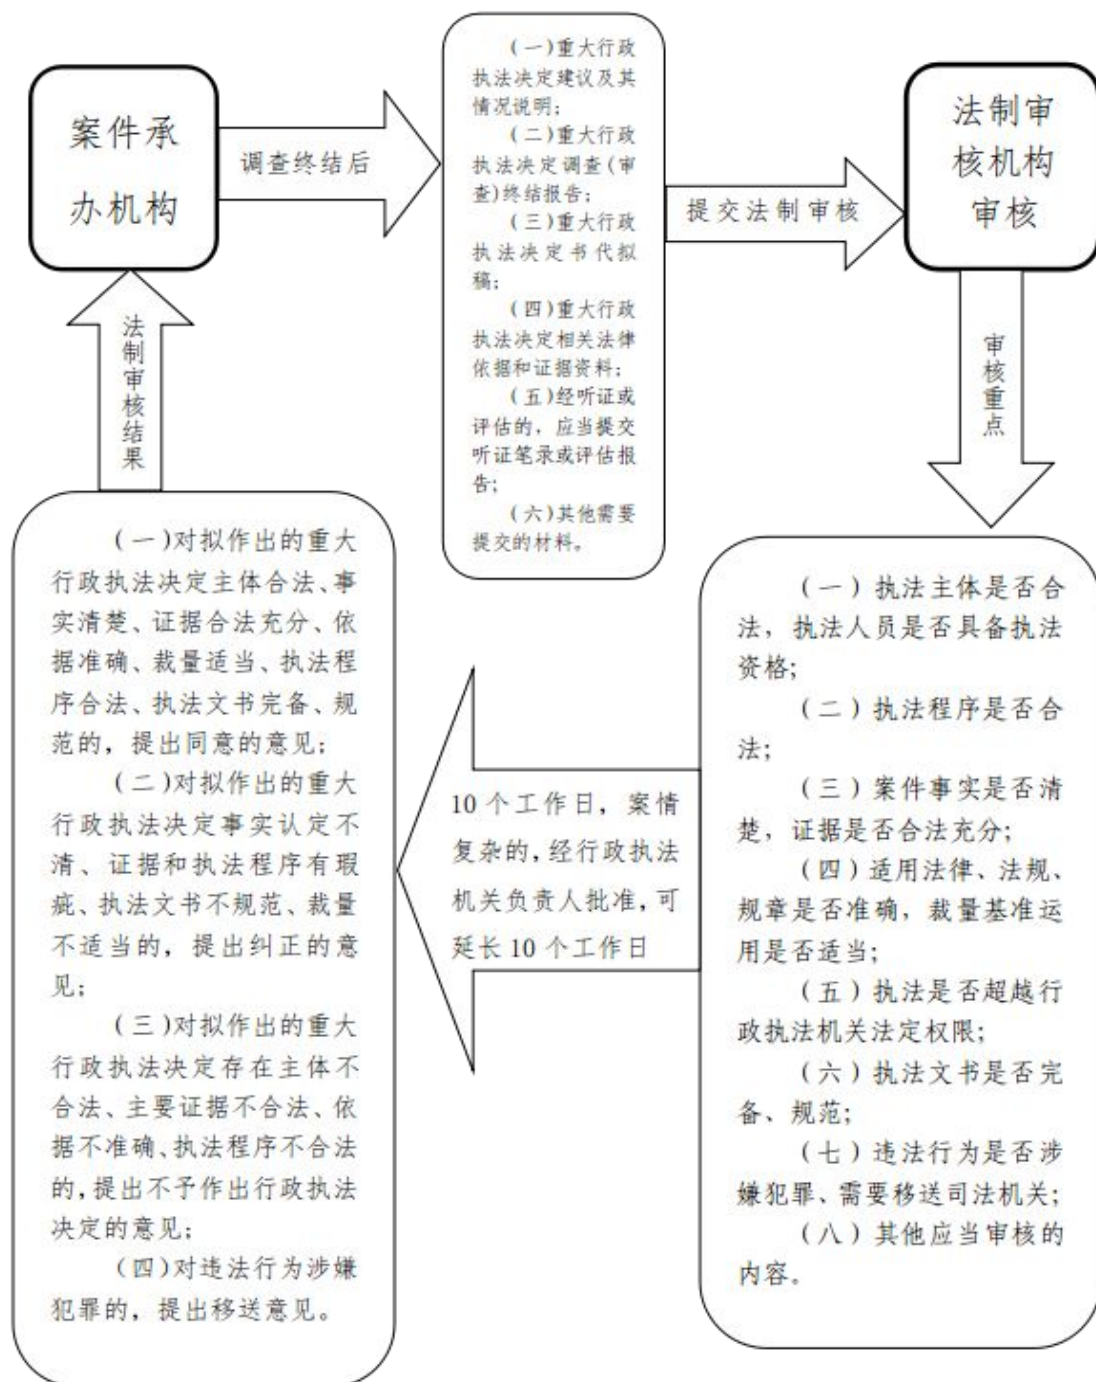 案件承
办机构
调查终结后
(一)重大行政
执法决定建议及其
情况说明;
(二)重大行政
执法决定调查(审
查)终结报告;
(三)重大行政
执法决定书代拟
稿;
(四)重大行政
执法决定相关法律
依据和证据资料;
(五)经听证或
评估的，应当提交
听证笔录或评估报
告;
(六)其他需要
提交的材料。
提交法制审核
法制审
核机构
审核
审核重点
(一)执法主体是否合
法，执法人员是否具备执法
资格;
(二)执法程序是否合
法;
(三)案件事实是否清
楚，证据是否合法充分;
(四)适用法律、法规、
规章是否准确，裁量基准运
用是否适当;
(五)执法是否超越行
政执法机关法定权限;
(六)执法文书是否完
备、规范;
(七)违法行为是否涉
嫌犯罪、需要移送司法机关;
(八)其他应当审核的
内容。
10 个工作日，案情
复杂的，经行政执法
机关负责人批准，可
延长 10 个工作日
(一)对拟作出的重大
行政执法决定主体合法、事
实清楚、证据合法充分、依
据准确、裁量适当、执法程
序合法、执法文书完备、规
范的，提出同意的意见;
(二)对拟作出的重大
行政执法决定事实认定不
清、证据和执法程序有瑕
疵、执法文书不规范、裁量
不适当的，提出纠正的意
见;
(三)对拟作出的重大
行政执法决定存在主体不
合法、主要证据不合法、依
据不准确、执法程序不合法
的，提出不予作出行政执法
决定的意见;
(四)对违法行为涉嫌
犯罪的，提出移送意见。
法制审核结果